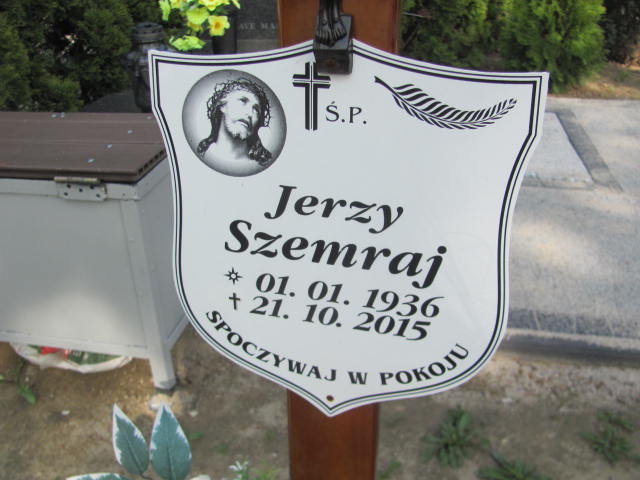 Ś.P.
Jerzy
Szemraj
* 01. 01. 1936
† 21. 10. 2015
SPOCZYWAJ W POKOJU